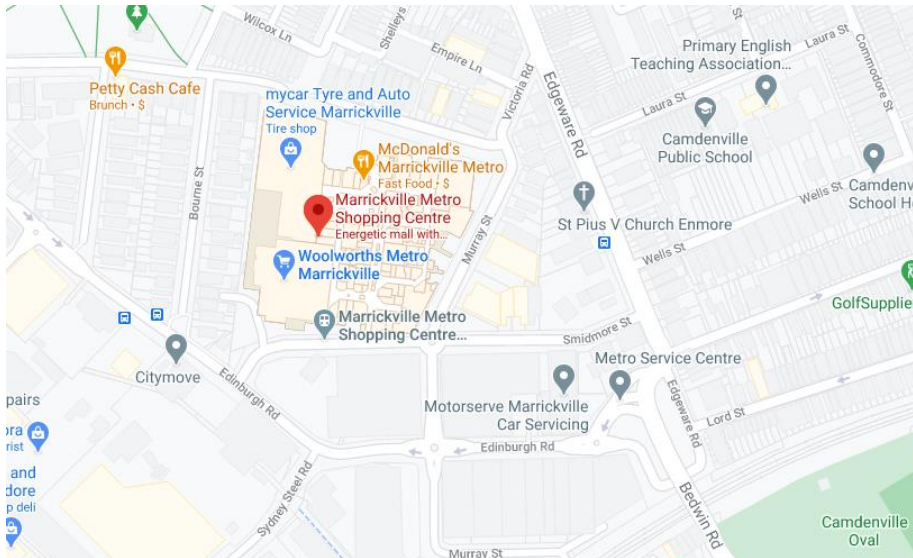 Wilcox Ln
Shelleys
Empire Ln
Victoria Rd
Edgeware Rd
Primary English
Teaching Association...
Laura St
Laura St
Commodore St
Petty Cash Cafe
Brunch • $
mycar Tyre and Auto
Service Marrickville
Tire shop
McDonald's
Marrickville Metro
Fast Food • $
Camdenville
Public School
Bourne St
Marrickville Metro
Shopping Centre
Energetic mall with...
Murray St
St Pius V Church Enmore
Wells St
Camdenv
School H
Wells St
Woolworths Metro
Marrickville
GolfSupplie
Marrickville Metro
Shopping Centre...
Smidmore St
Citymove
Edinburgh Rd
Metro Service Centre
Motorserve Marrickville
Car Servicing
Edgeware Rd
Lord St
pairs
ora
rist
Edinburgh Rd
Sydney Steel Rd
and
dore
p deli
Bedwin Rd
Camdenville
Oval
Murray St